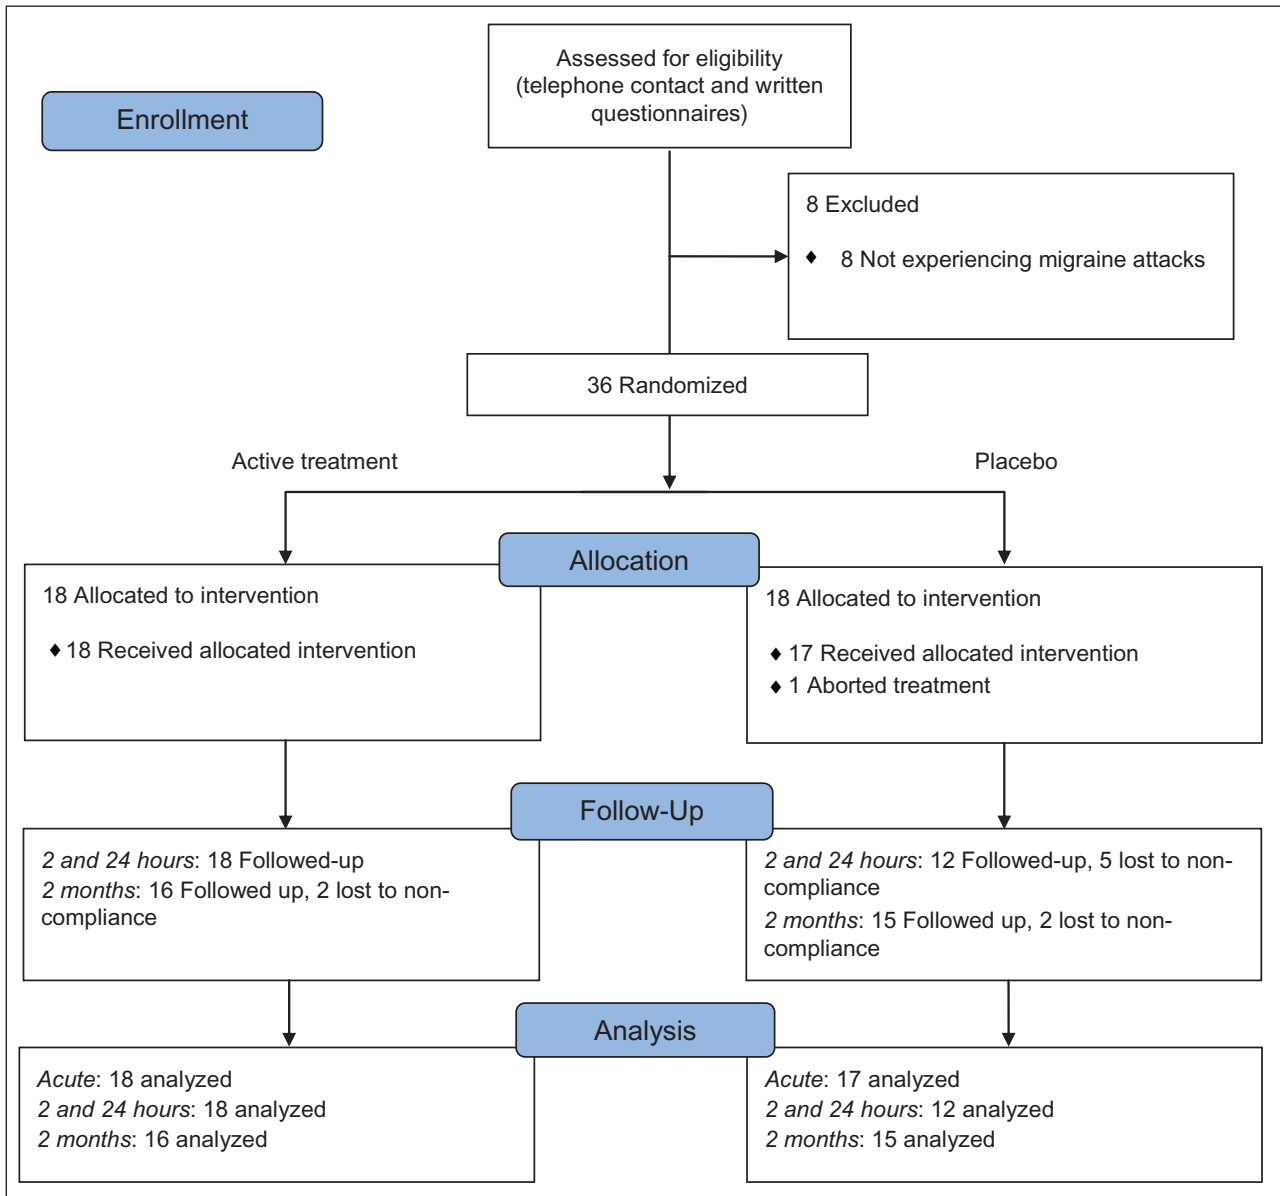 Assessed for eligibility
(telephone contact and written
questionnaires)
Enrollment
8 Excluded
♦ 8 Not experiencing migraine attacks
36 Randomized
Active treatment
Placebo
Allocation
18 Allocated to intervention
♦ 18 Received allocated intervention
18 Allocated to intervention
♦ 17 Received allocated intervention
♦ 1 Aborted treatment
Follow-Up
2 and 24 hours: 18 Followed-up
2 months: 16 Followed up, 2 lost to non-
compliance
2 and 24 hours: 12 Followed-up, 5 lost to non-
compliance
2 months: 15 Followed up, 2 lost to non-
compliance
Analysis
Acute: 18 analyzed
2 and 24 hours: 18 analyzed
2 months: 16 analyzed
Acute: 17 analyzed
2 and 24 hours: 12 analyzed
2 months: 15 analyzed